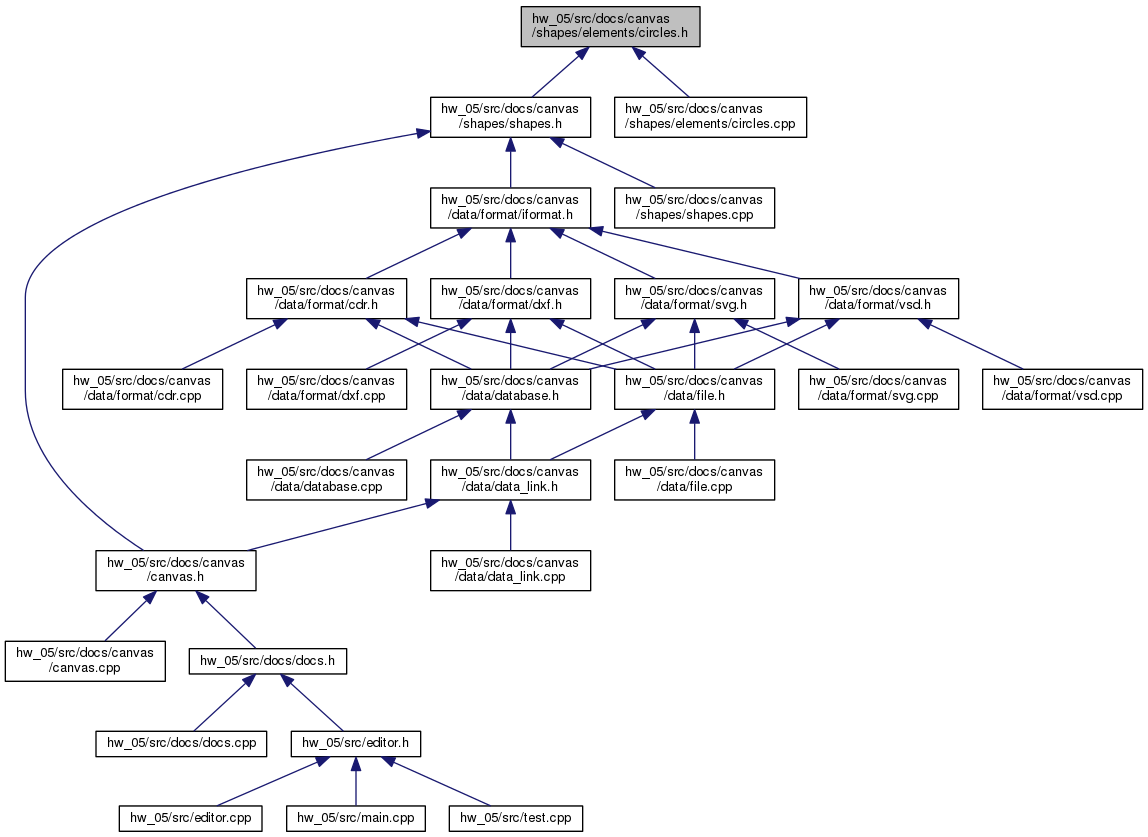 hw_05/src/docs/canvas
/shapes/elements/circles.h
hw_05/src/docs/canvas
/shapes/shapes.h
hw_05/src/docs/canvas
/shapes/elements/circles.cpp
hw_05/src/docs/canvas
/data/format/iformat.h
hw_05/src/docs/canvas
/shapes/shapes.cpp
hw_05/src/docs/canvas
/data/format/cdr.h
hw_05/src/docs/canvas
/data/format/dxf.h
hw_05/src/docs/canvas
/data/format/svg.h
hw_05/src/docs/canvas
/data/format/vsd.h
hw_05/src/docs/canvas
/data/format/cdr.cpp
hw_05/src/docs/canvas
/data/format/dxf.cpp
hw_05/src/docs/canvas
/data/database.h
hw_05/src/docs/canvas
/data/file.h
hw_05/src/docs/canvas
/data/format/svg.cpp
hw_05/src/docs/canvas
/data/format/vsd.cpp
hw_05/src/docs/canvas
/data/database.cpp
hw_05/src/docs/canvas
/data/data_link.h
hw_05/src/docs/canvas
/data/file.cpp
hw_05/src/docs/canvas
/canvas.h
hw_05/src/docs/canvas
/data/data_link.cpp
hw_05/src/docs/canvas
/canvas.cpp
hw_05/src/docs/docs.h
hw_05/src/docs/docs.cpp
hw_05/src/editor.h
hw_05/src/editor.cpp
hw_05/src/main.cpp
hw_05/src/test.cpp